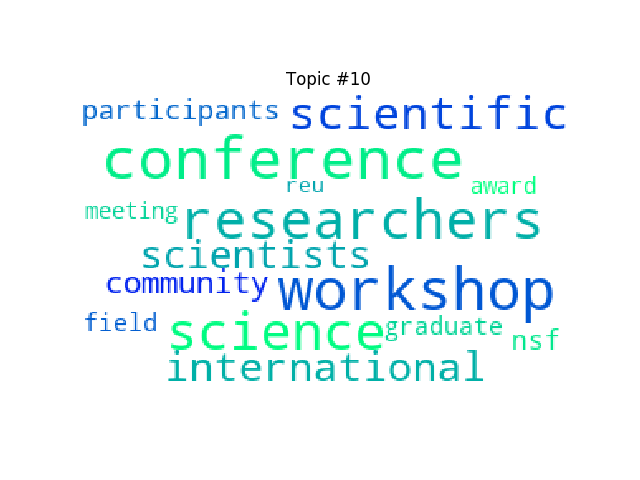 Topic #10
participants scientific
conference
reu award
meeting researchers
scientists
community workshop
field science graduate nsf
international